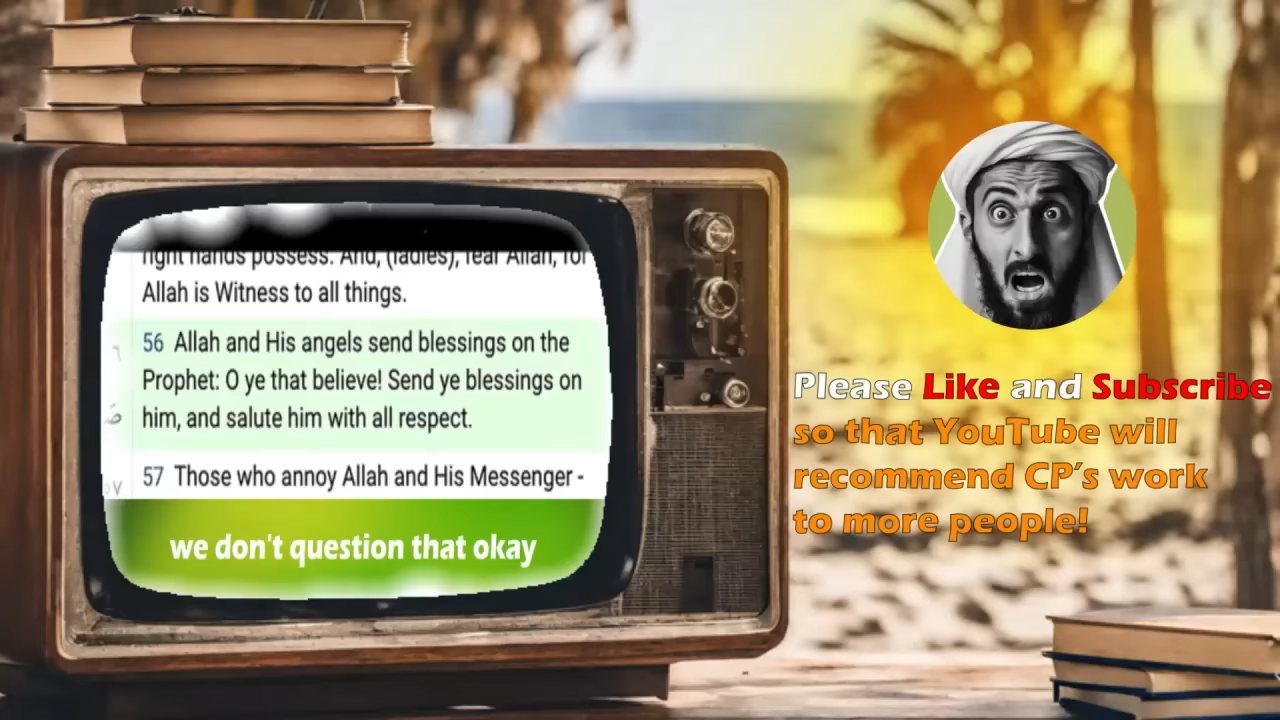 right hands possess. And, (ladies), fear Allah; for
Allah is Witness to all things.
56 Allah and His angels send blessings on the
Prophet: O ye that believe! Send ye blessings on
him, and salute him with all respect.
57 Those who annoy Allah and His Messenger -
we don't question that okay
Please Like and Subscribe
so that YouTube will
recommend CP's work
to more people!